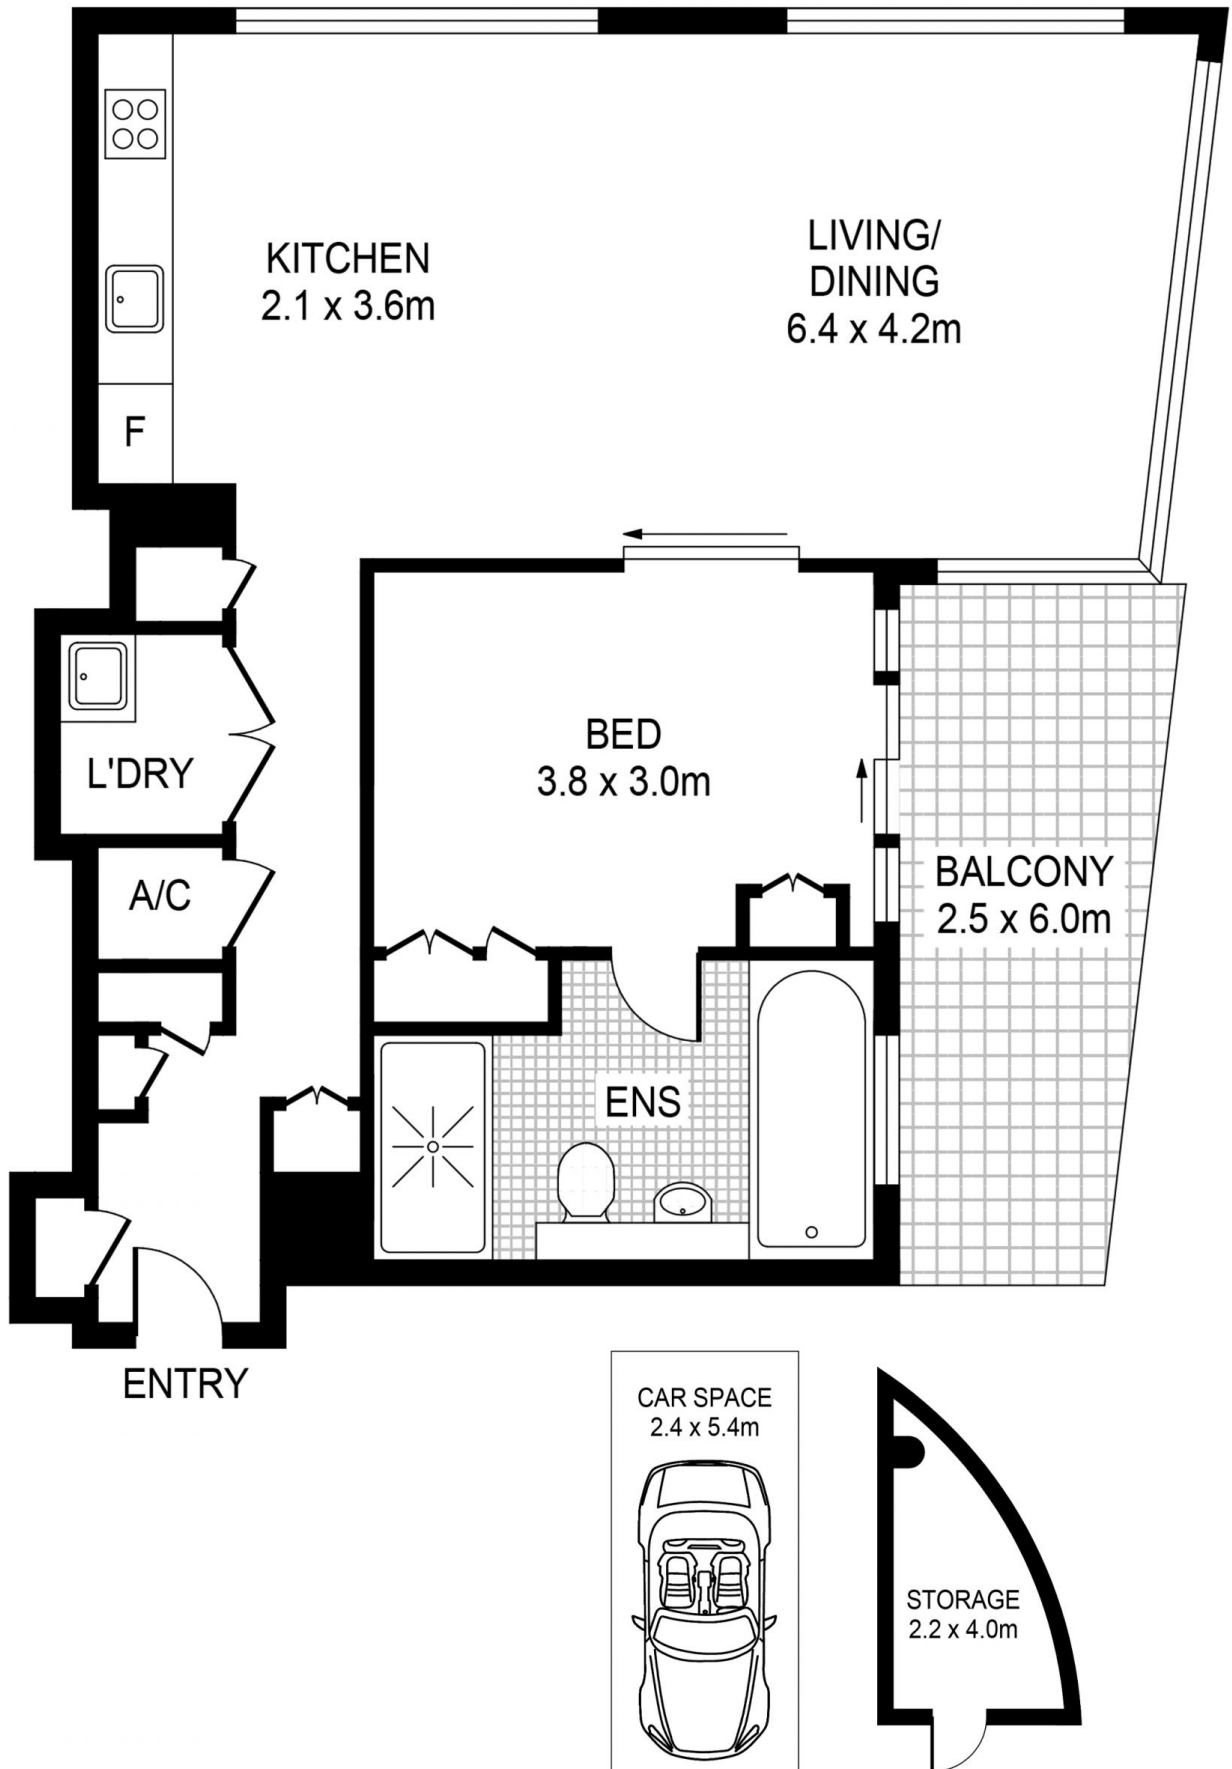 KITCHEN
2.1 x 3.6m
LIVING/
DINING
6.4 x 4.2m
F
L'DRY
BED
3.8 x 3.0m
A/C
BALCONY
2.5 x 6.0m
ENS
ENTRY
CAR SPACE
2.4 x 5.4m
STORAGE
2.2 x 4.0m